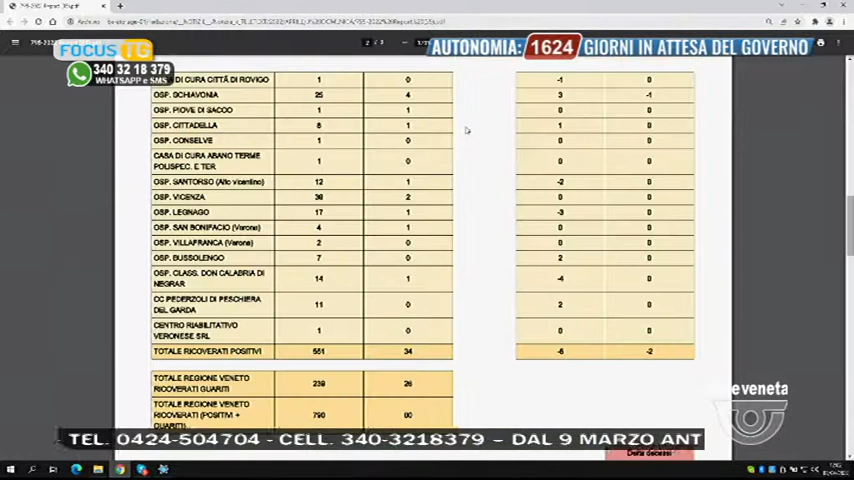 FOCUS TG
340 32 18 379
WHATSAPP e SMS
AUTONOMIA: 1624 GIORNI IN ATTESA DEL GOVERNO
DI CURA CITTÀ DI ROVIGO 1 0 -1 0
OSP. SCHIAVONIA 25 4 3 -1
OSP. PIOVE DI SACCO 1 1 0 0
OSP. CITTADELLA 8 1 1 0
OSP. CONSELVE 1 0 0 0
CASA DI CURA ABANO TERME
POLISPEC. E TER 1 0 0 0
OSP. SANTORSO (Alto vicentino) 12 1 -2 0
OSP. VICENZA 2 0 0
OSP. LEGNAGO 17 1 -3 0
OSP. SAN BONIFACIO (Verona) 4 1 0 0
OSP. VILLAFRANCA (Verona) 2 0 0 0
OSP. BUSSOLENGO 7 0 2 0
OSP. CLASS. DON CALABRIA DI
NEGRAR 14 1 -4 0
CC PEDERZOLI DI PESCHIERA
DEL GARDA 11 0 2 0
CENTRO RIABILITATIVO
VERONESE SRL 1 0 0 0
TOTALE RICOVERATI POSITIVI 551 34 -6 -2
TOTALE REGIONE VENETO
RICOVERATI GUARITI 239 26
TOTALE REGIONE VENETO
RICOVERATI (POSITIVI +
GUARITI) 790 60
eveneta
TEL. 0424-504704 - CELL. 340-3218379 – DAL 9 MARZO ANT
Delta decessi